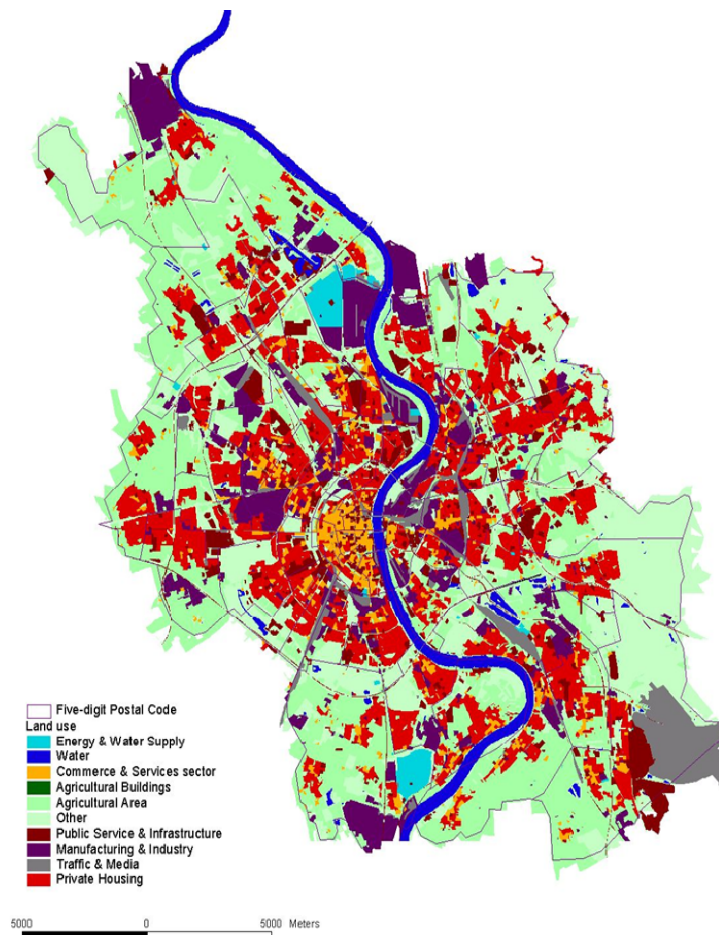 Five-digit Postal Code
Land use
Energy & Water Supply
Water
Commerce & Services sector
Agricultural Buildings
Agricultural Area
Other
Public Service & Infrastructure
Manufacturing & Industry
Traffic & Media
Private Housing
5000 0 5000 Meters